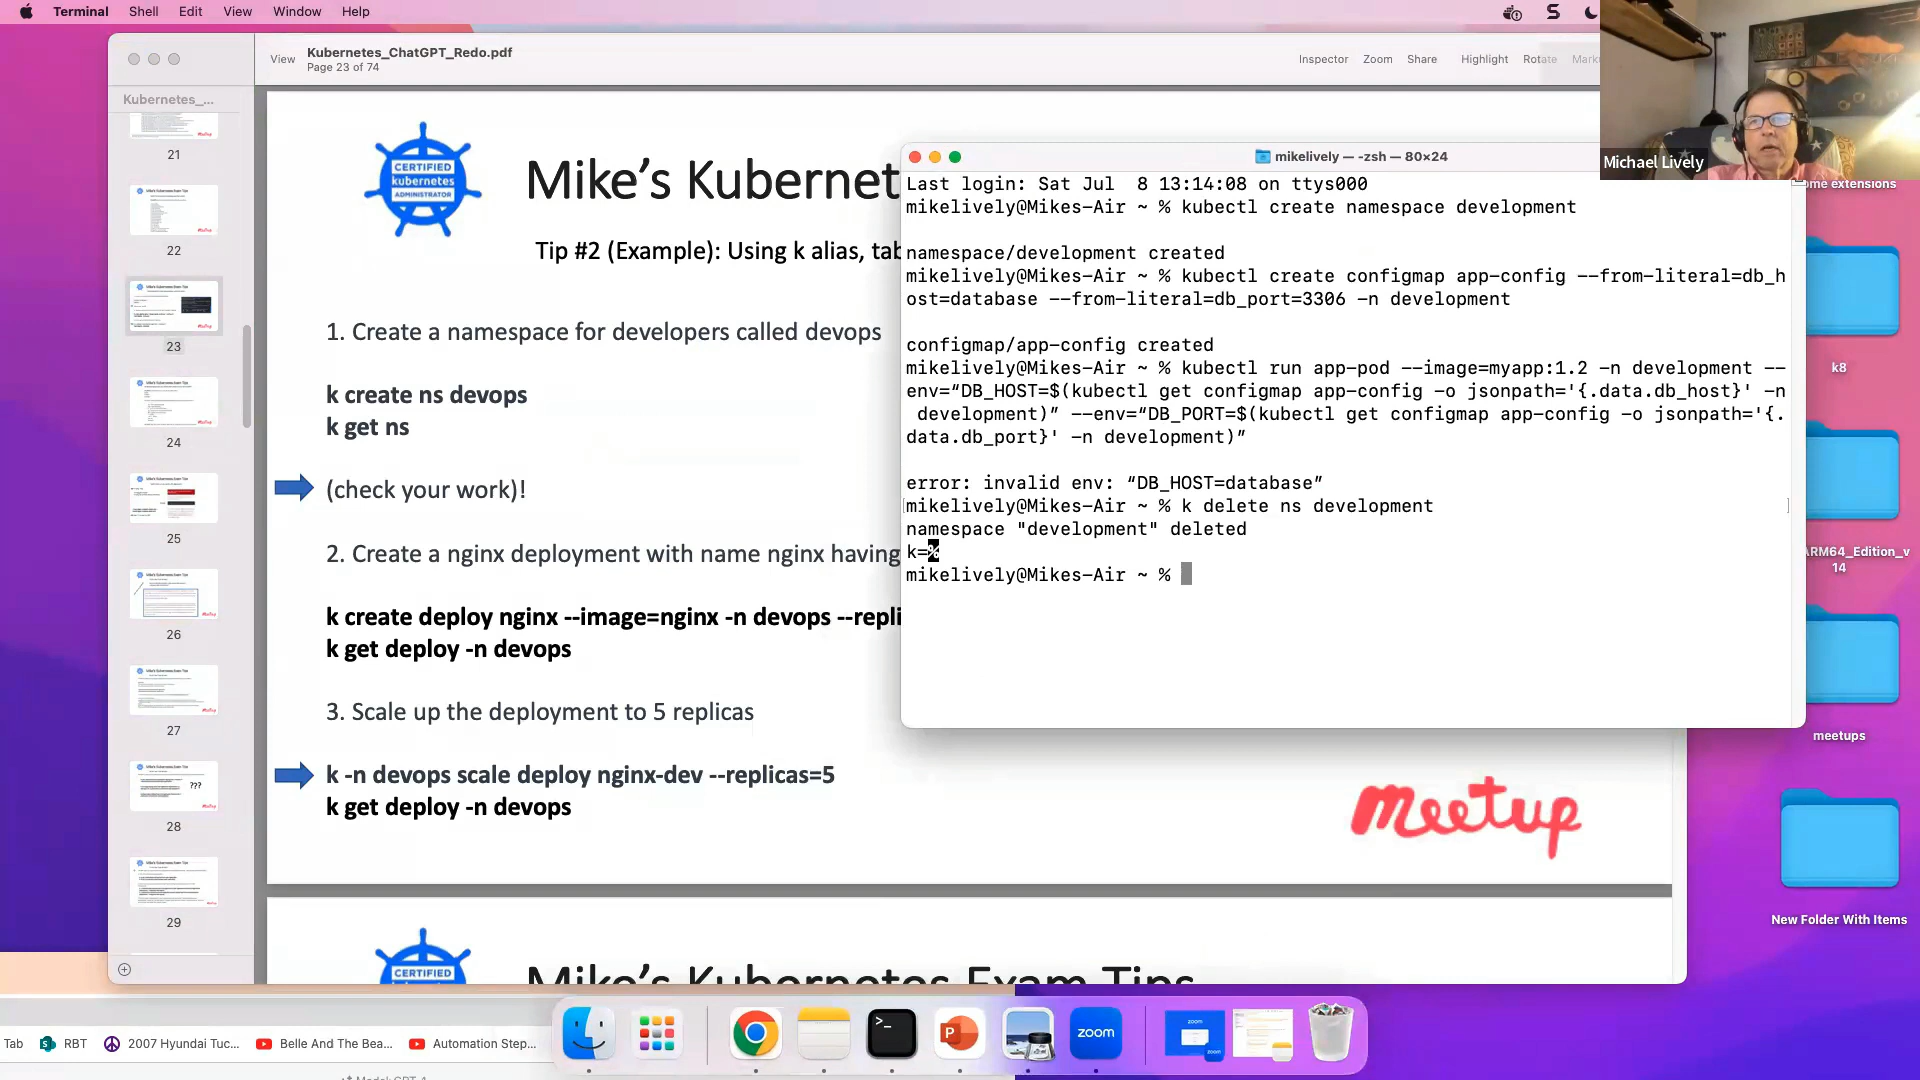 Terminal Shell Edit View Window Help
View
Kubernetes_ChatGPT_Redo.pdf
Page 23 of 74
Inspector Zoom Share Highlight Rotate
Kubernetes_...
21
22
23
24
25
26
27
???
28
29
CERTIFIED
kubernetes
ADMINISTRATOR
Mike's Kubernet
Tip #2 (Example): Using k alias, tab
1. Create a namespace for developers called devops
k create ns devops
k get ns
(check your work)!
2. Create a nginx deployment with name nginx having
k create deploy nginx --image=nginx -n devops --repli
k get deploy -n devops
3. Scale up the deployment to 5 replicas
k -n devops scale deploy nginx-dev --replicas=5
k get deploy -n devops
meetup
CERTIFIED
Mike's Kubernetes Exam Tips
mikelively — -zsh — 80×24
Last login: Sat Jul  8 13:14:08 on ttys000
mikelively@Mikes-Air ~ % kubectl create namespace development
namespace/development created
mikelively@Mikes-Air ~ % kubectl create configmap app-config --from-literal=db_h
ost=database --from-literal=db_port=3306 -n development
configmap/app-config created
mikelively@Mikes-Air ~ % kubectl run app-pod --image=myapp:1.2 -n development --
env=“DB_HOST=$(kubectl get configmap app-config -o jsonpath='{.data.db_host}' -n
 development)” --env=“DB_PORT=$(kubectl get configmap app-config -o jsonpath='{.
data.db_port}' -n development)”
error: invalid env: “DB_HOST=database”
mikelively@Mikes-Air ~ % k delete ns development
namespace "development" deleted
k=%
mikelively@Mikes-Air ~ %
Michael Lively
ome extensions
k8
ARM64_Edition_v
14
meetups
New Folder With Items
Tab RBT 2007 Hyundai Tuc... Belle And The Bea... Automation Step...
zoom